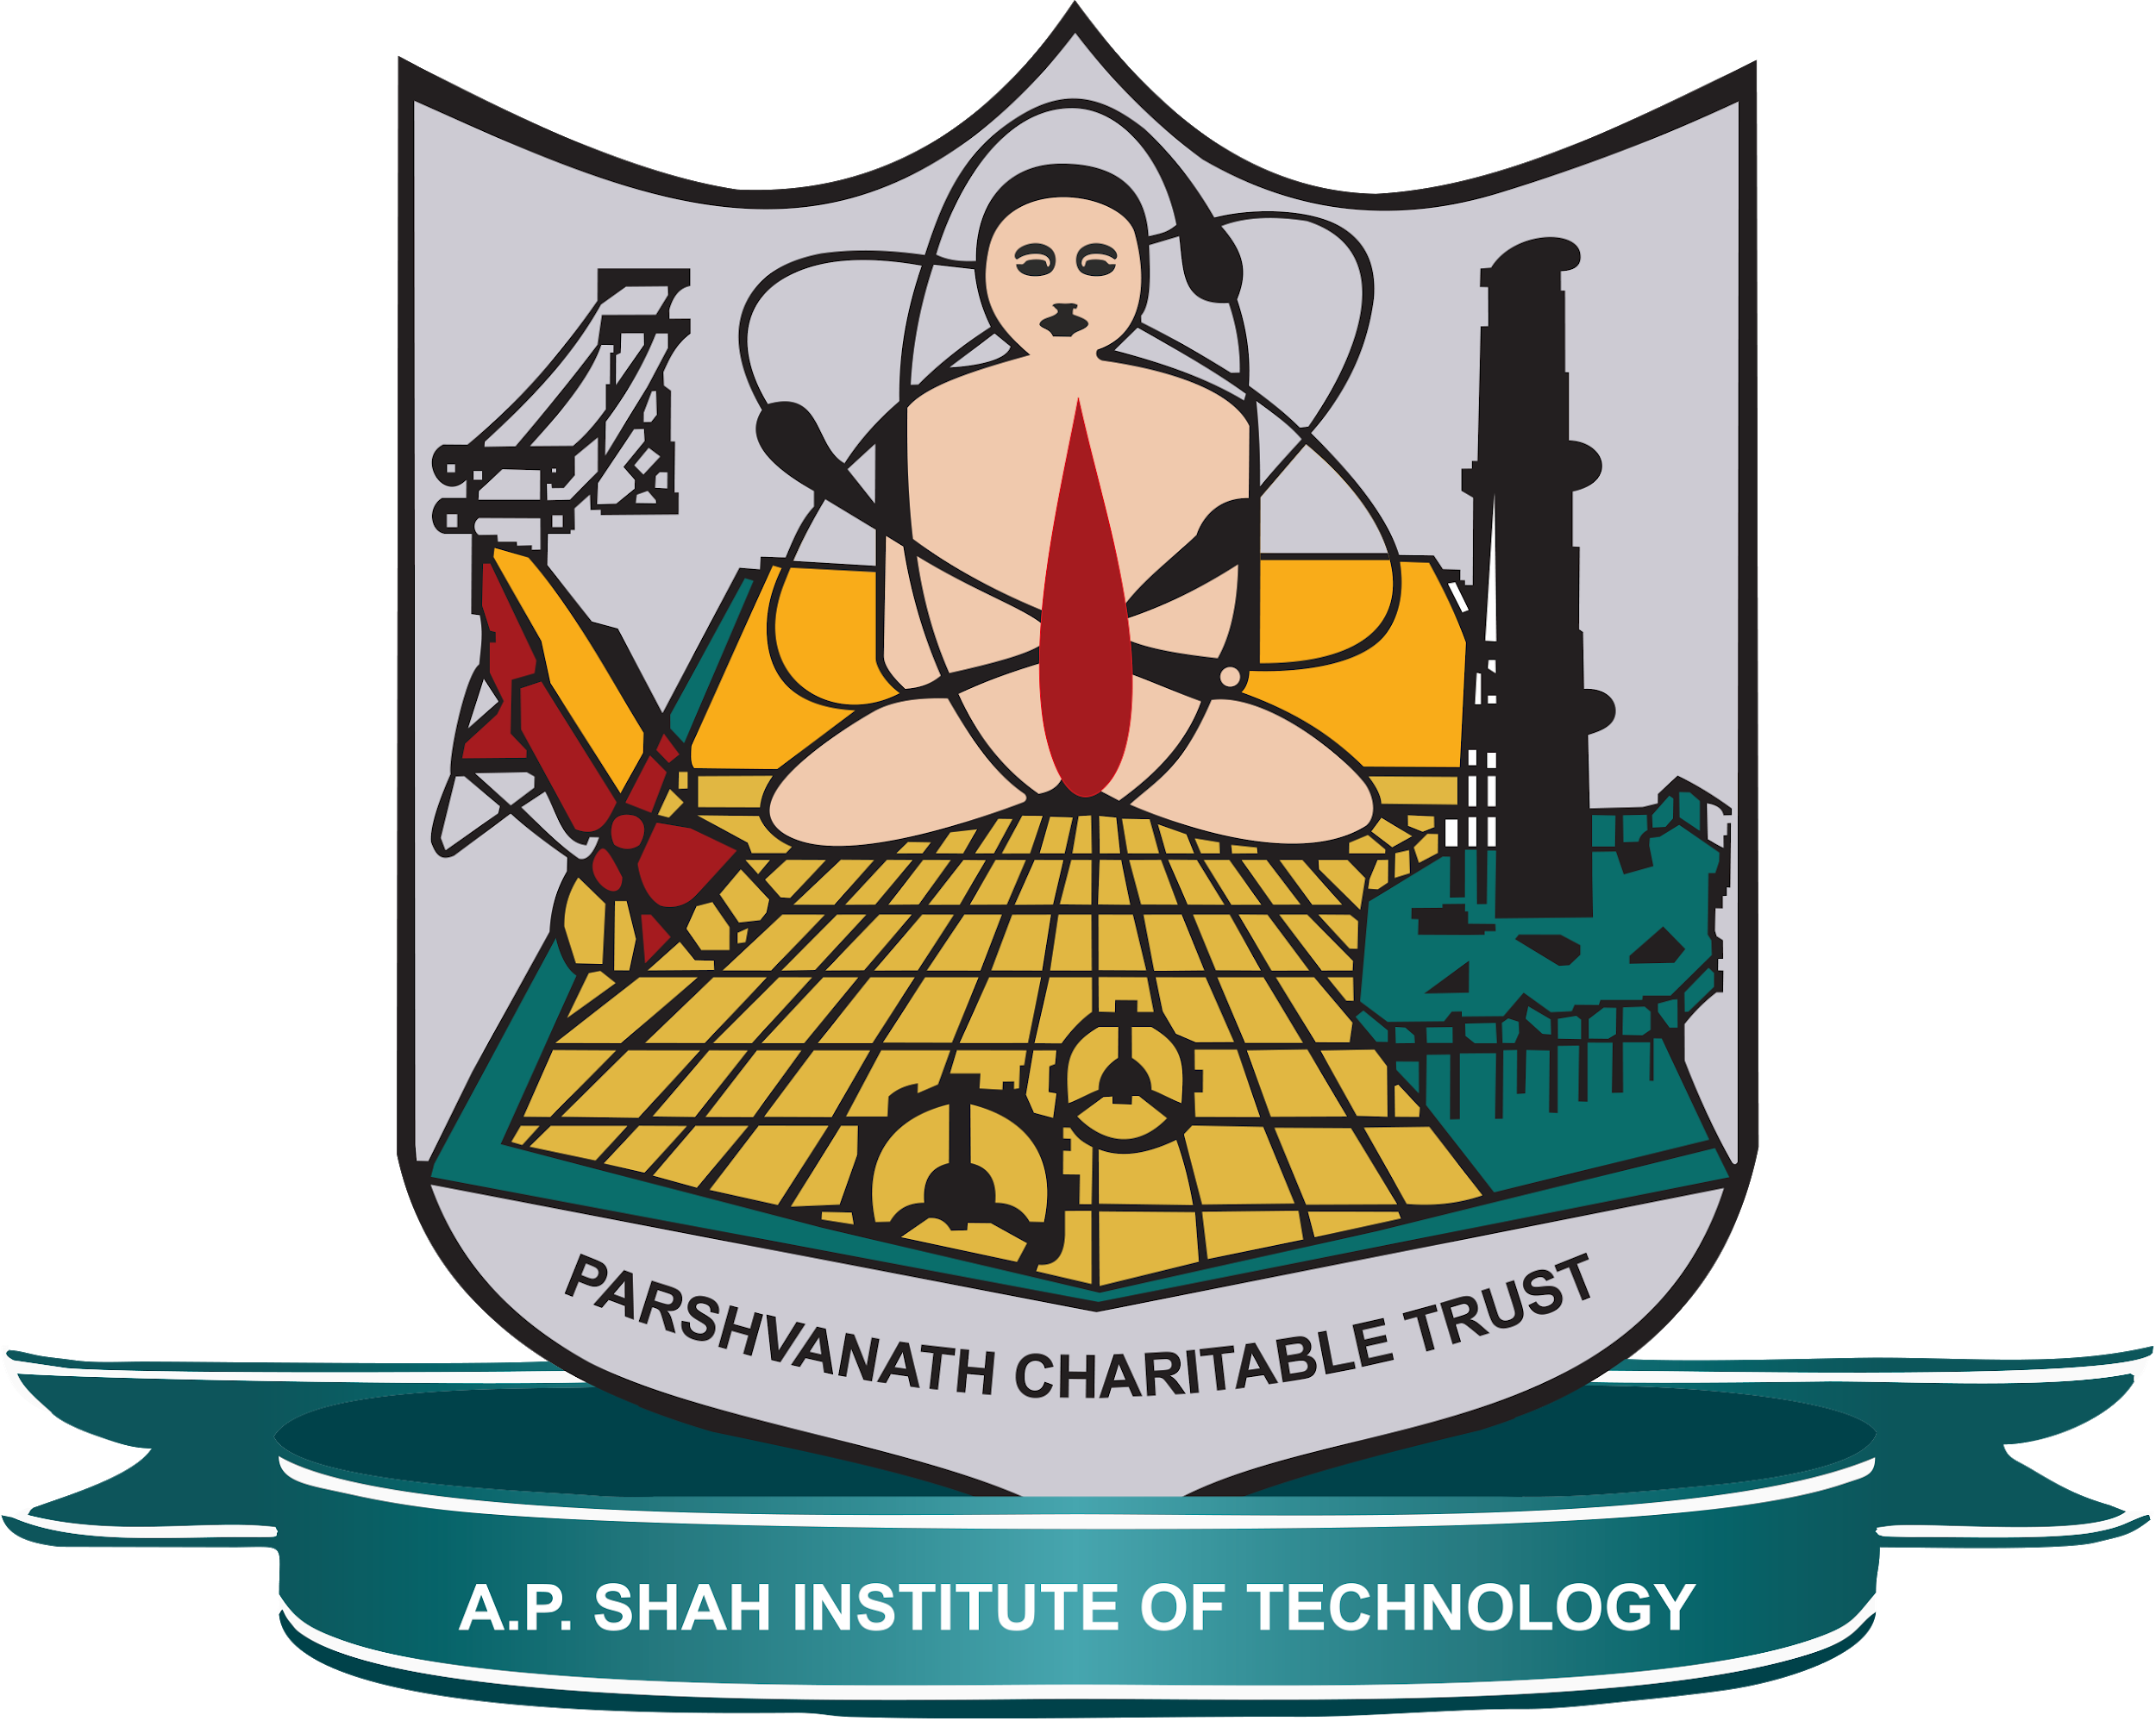 PARSHVANATH CHARITABLE TRUST
A.P. SHAH INSTITUTE OF TECHNOLOGY